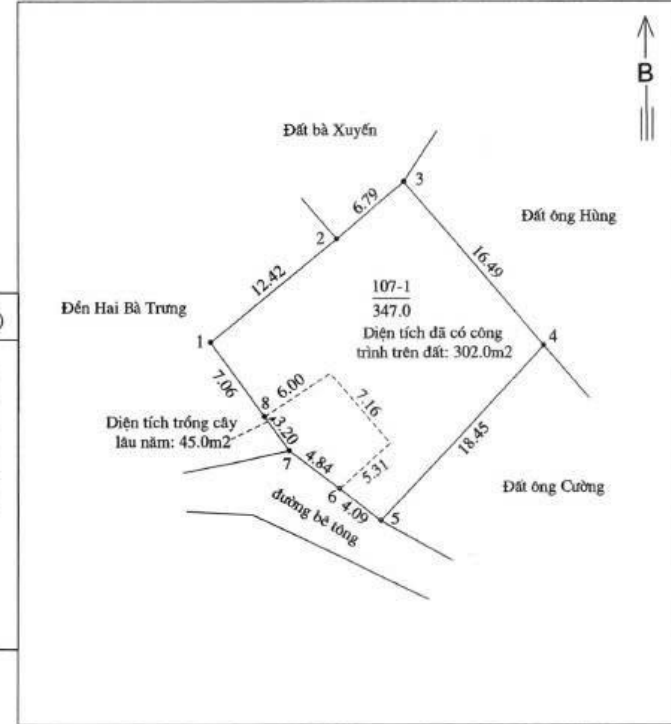 B
Đất bà Xuyến
3
6.79
Đất ông Hùng
2
12.42
16.49
107-1
347.0
Đền Hai Bà Trưng
Diện tích đã có công
trình trên đất: 302.0m2
1
4
7.06
6.00
7.16
8
Diện tích trồng cây
lâu năm: 45.0m2
3.20
7
4.84
5.31
18.45
Đất ông Cường
6
4.09
5
đường bê tông
)